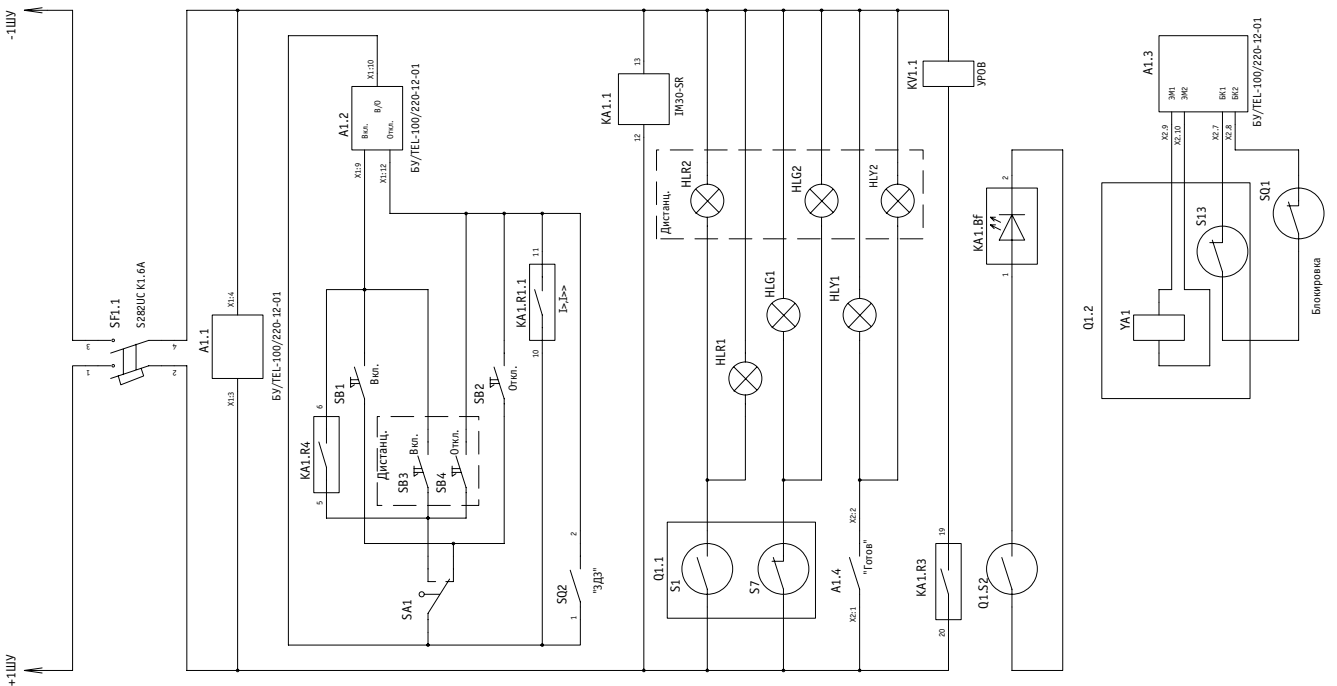 -1ШУ
+1ШУ
3
4
1
2
SF1.1
S282UC K1.6A
X1:4
A1.1
X1:3
БУ/TEL-100/220-12-01
X1:10
A1.2
Вкл.
В/О
Откл.
X1:9
X1:12
БУ/TEL-100/220-12-01
KA1.R4
6
5
SB1
Вкл.
Дистанц.
SB3
Вкл.
SB4
Откл.
SB2
Откл.
KA1.R1.1
11
10
I>,I>>
SA1
SQ2
1
2
"ЗДЗ"
KA1.1
13
12
IM30-SR
Дистанц.
HLR2
HLG2
HLY2
HLR1
HLG1
HLY1
Q1.1
S1
S7
A1.4
X2:2
X2:1
"Готов"
KV1.1
УРОВ
KA1.R3
19
20
KA1.Bf
2
1
Q1.S2
A1.3
ЭМ1
ЭМ2
БК1
БК2
БУ/TEL-100/220-12-01
X2.9
X2.10
X2.7
X2.8
Q1.2
YA1
S13
SQ1
Блокировка